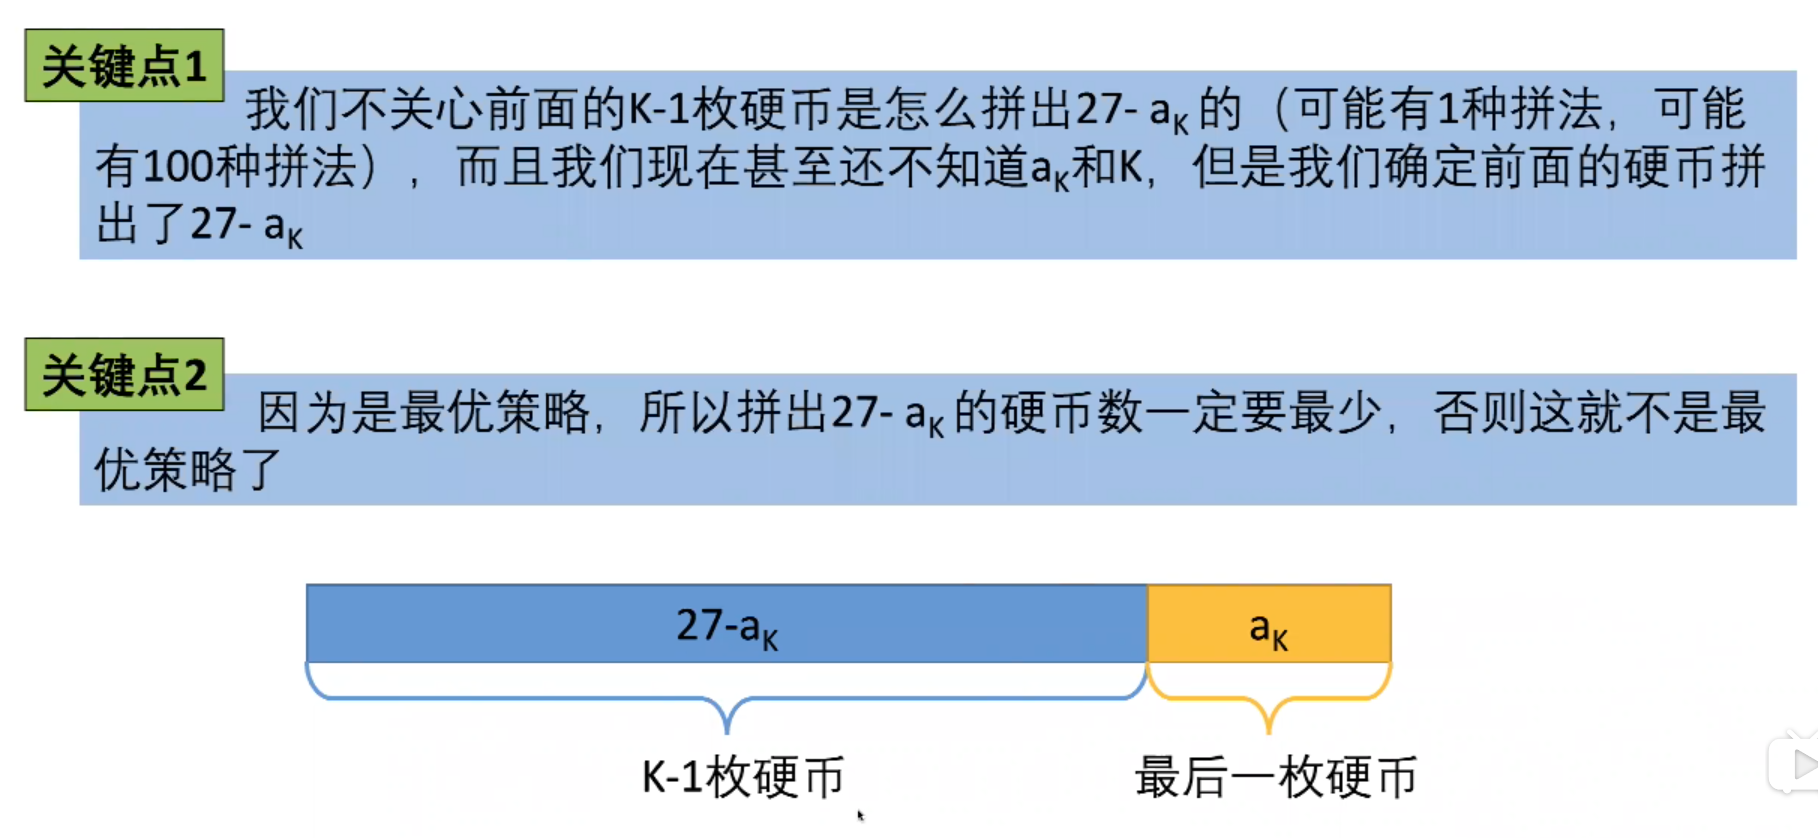 关键点1
我们不关心前面的K-1枚硬币是怎么拼出27- aK的（可能有1种拼法，可能
有100种拼法），而且我们现在甚至还不知道aK和K，但是我们确定前面的硬币拼
出了27- aK
关键点2
因为是最优策略，所以拼出27- aK的硬币数一定要最少，否则这就不是最
优策略了
27-aK
aK
K-1枚硬币
最后一枚硬币